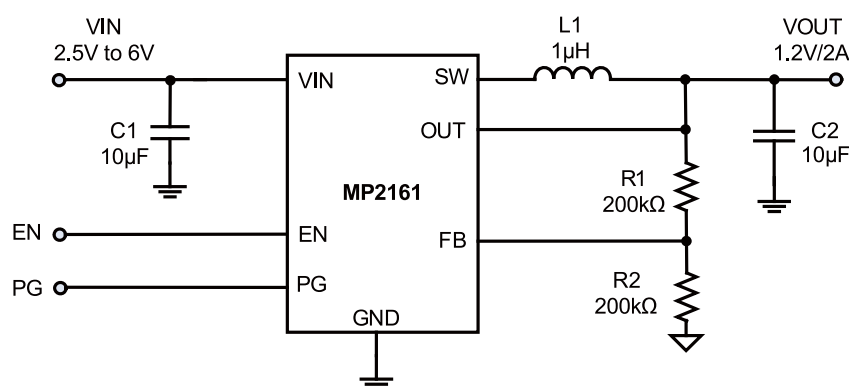 VIN
2.5V to 6V
L1
1µH
VOUT
1.2V/2A
VIN
SW
C1
10µF
OUT
C2
10µF
MP2161
R1
200kΩ
EN
EN
FB
PG
PG
R2
200kΩ
GND